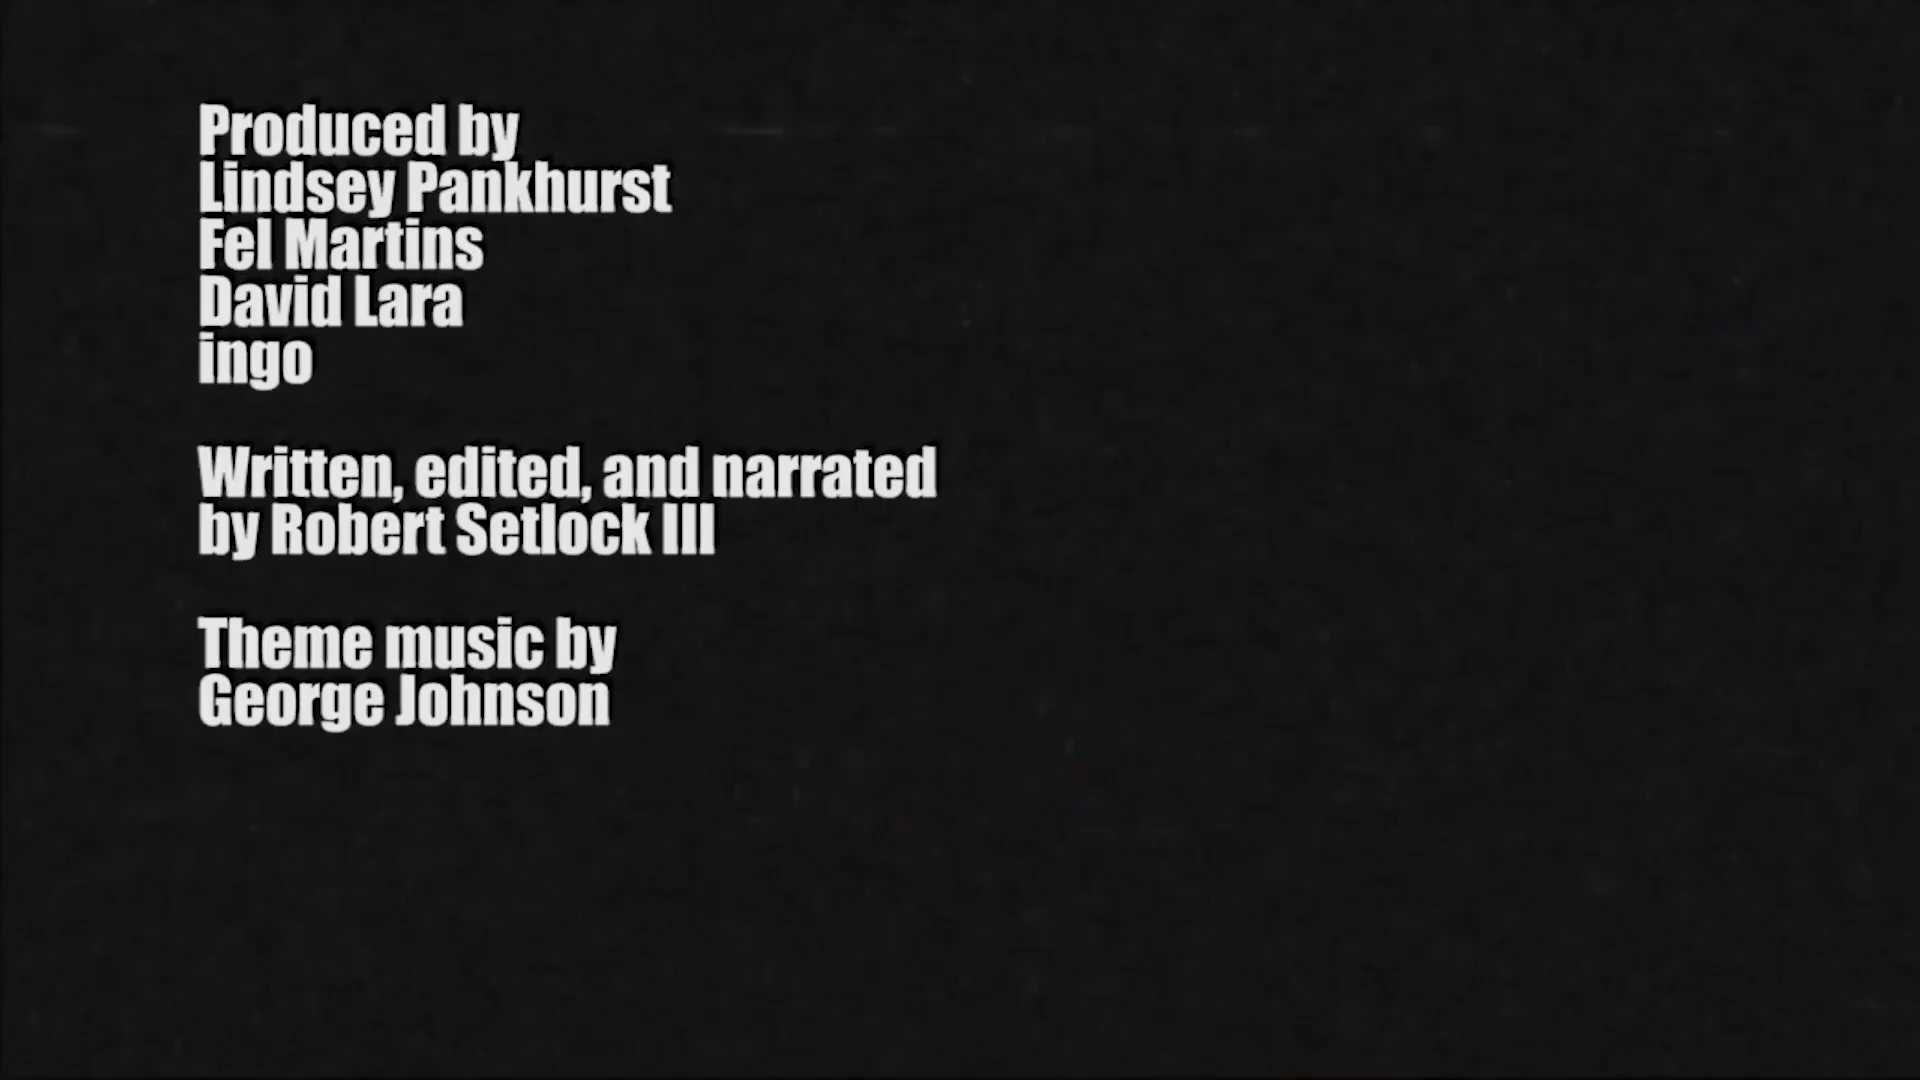 Produced by
Lindsey Pankhurst
Fel Martins
David Lara
ingo
Written, edited, and narrated
by Robert Setlock III
Theme music by
George Johnson